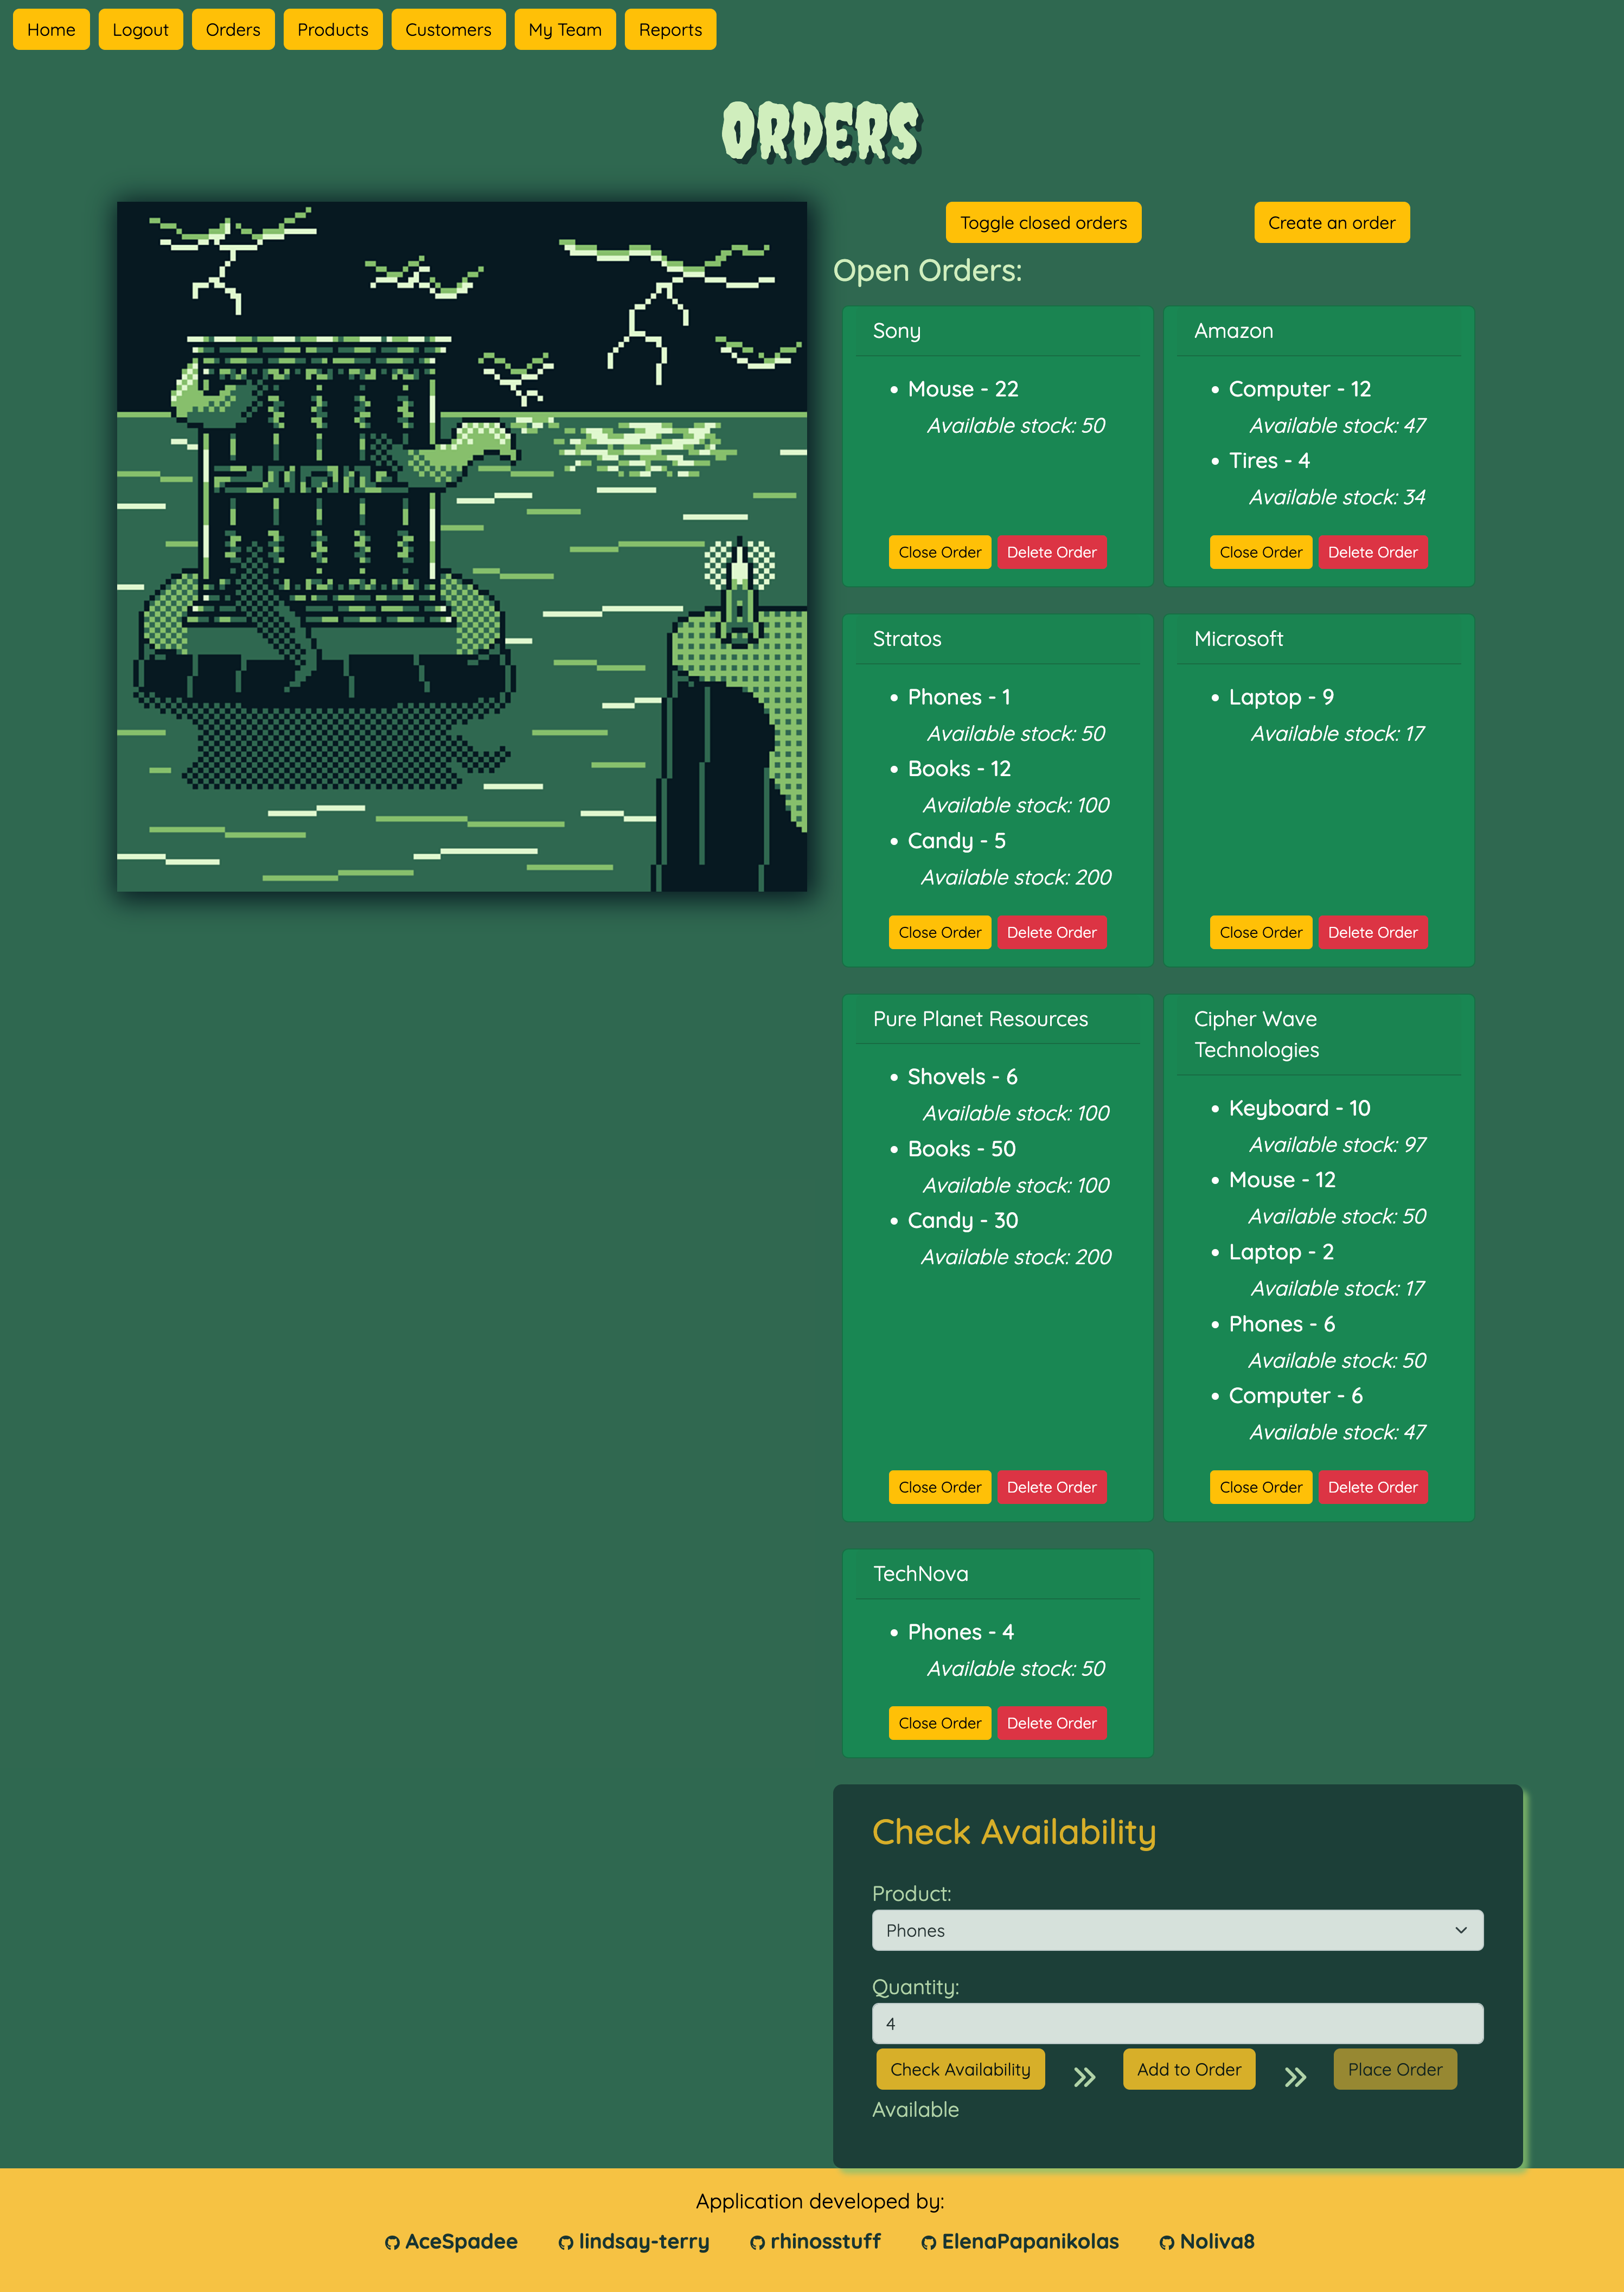 Home Logout Orders Products Customers My Team Reports
ORDERS
Toggle closed orders Create an order
Open Orders:
Sony
Mouse - 22
Available stock: 50
Close Order Delete Order
Amazon
Computer - 12
Available stock: 47
Tires - 4
Available stock: 34
Close Order Delete Order
Stratos
Phones - 1
Available stock: 50
Books - 12
Available stock: 100
Candy - 5
Available stock: 200
Close Order Delete Order
Microsoft
Laptop - 9
Available stock: 17
Close Order Delete Order
Pure Planet Resources
Shovels - 6
Available stock: 100
Books - 50
Available stock: 100
Candy - 30
Available stock: 200
Close Order Delete Order
Cipher Wave
Technologies
Keyboard - 10
Available stock: 97
Mouse - 12
Available stock: 50
Laptop - 2
Available stock: 17
Phones - 6
Available stock: 50
Computer - 6
Available stock: 47
Close Order Delete Order
TechNova
Phones - 4
Available stock: 50
Close Order Delete Order
Check Availability
Product:
Phones
Quantity:
4
Check Availability Add to Order Place Order
Available
Application developed by:
AceSpadee lindsay-terry rhinosstuff ElenaPapanikolas Noliva8